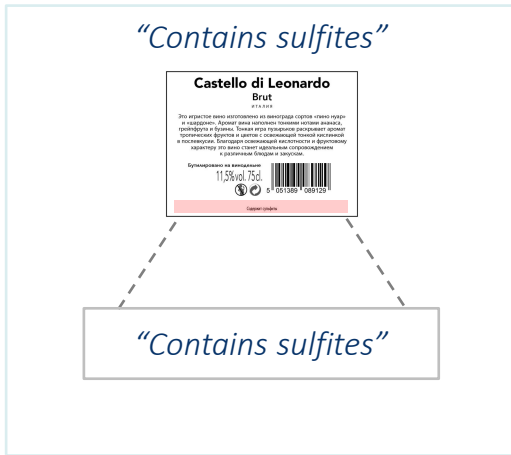 “Contains sulfites”
Castello di Leonardo
Brut
ИТАЛИЯ
Это игристое вино изготовлено из винограда сортов «пино нуар»
и «шардоне». Аромат вина наполнен тонкими нотами ананаса,
грейпфрута и бузины. Тонкая игра пузырьков раскрывает аромат
тропических фруктов и цветов с освежающей тонкой кислинкой
в послевкусии. Благодаря освежающей кислотности и фруктовому
характеру это вино станет идеальным сопровождением
к различным блюдам и закускам.
Бутилировано на винодельне
11,5%vol. 75cl.
5 051389 089129
Содержит сульфиты
“Contains sulfites”